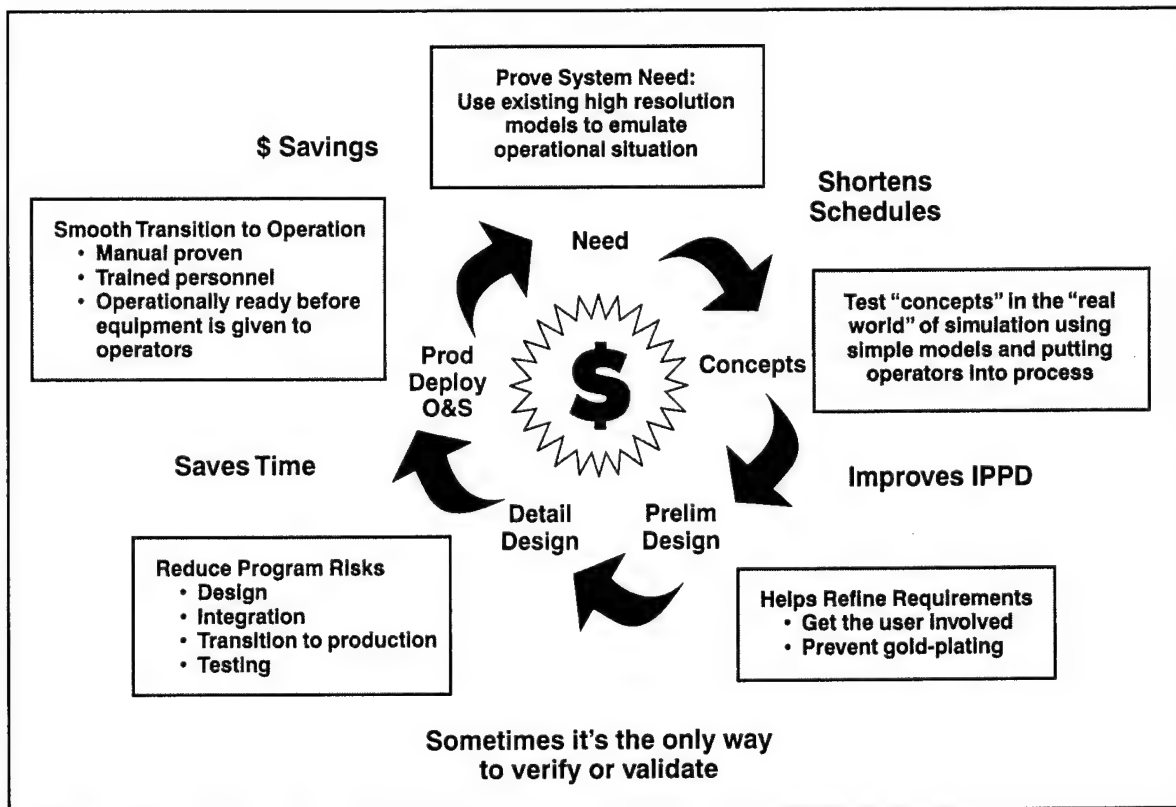 Prove System Need:
Use existing high resolution
models to emulate
operational situation
$ Savings
Shortens
Schedules
Smooth Transition to Operation
• Manual proven
• Trained personnel
• Operationally ready before
equipment is given to
operators
Need
Test “concepts” in the “real
world” of simulation using
simple models and putting
operators into process
Prod
Deploy
O&S
$
Concepts
Saves Time
Improves IPPD
Detail
Design
Prelim
Design
Reduce Program Risks
• Design
• Integration
• Transition to production
• Testing
Helps Refine Requirements
• Get the user involved
• Prevent gold-plating
Sometimes it's the only way
to verify or validate